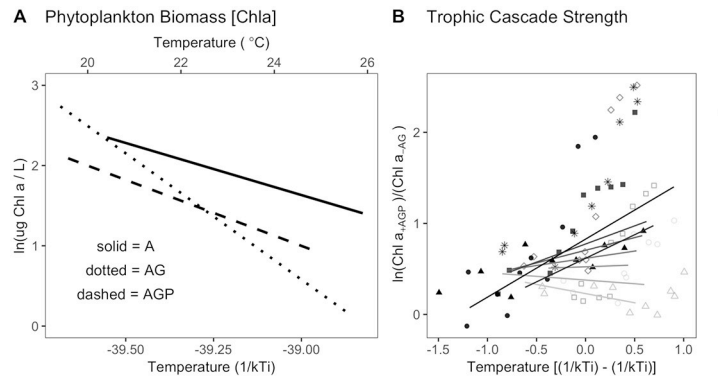 A Phytoplankton Biomass [Chla]
Temperature ( °C)
20 22 24 26
ln(ug Chl a / L)
3
2
1
0
solid = A
dotted = AG
dashed = AGP
-39.50 -39.25 -39.00
Temperature (1/kTi)
B Trophic Cascade Strength
ln(Chl a+AGP)/(Chl a−AG )
2
1
0
-1.5 -1.0 -0.5 0.0 0.5 1.0
Temperature [(1/kTi) - (1/kTi)]